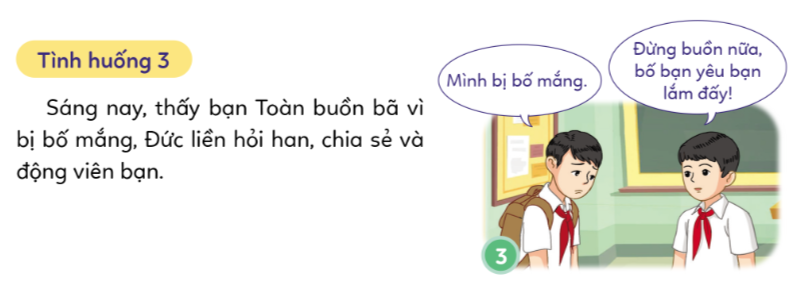 Tình huống 3
Sáng nay, thấy bạn Toàn buồn bã vì
bị bố mắng, Đức liền hỏi han, chia sẻ và
động viên bạn.
Mình bị bố mắng.
Đừng buồn nữa,
bố bạn yêu bạn
lắm đấy!
3